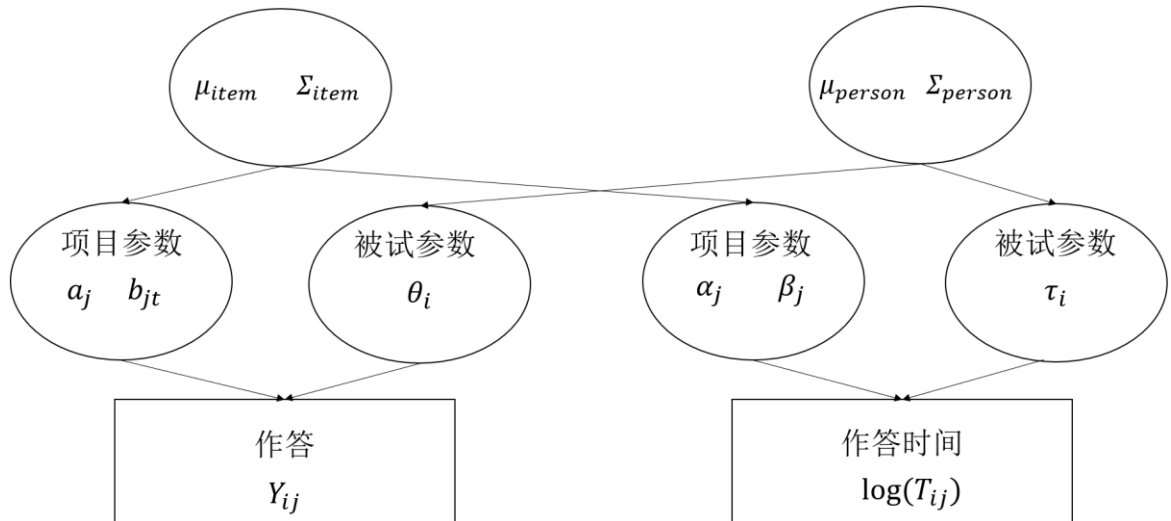 μ_item Σ_item
μ_person Σ_person
项目参数
a_j b_jt
被试参数
θ_i
项目参数
α_j β_j
被试参数
τ_i
作答
Y_ij
作答时间
log(T_ij)